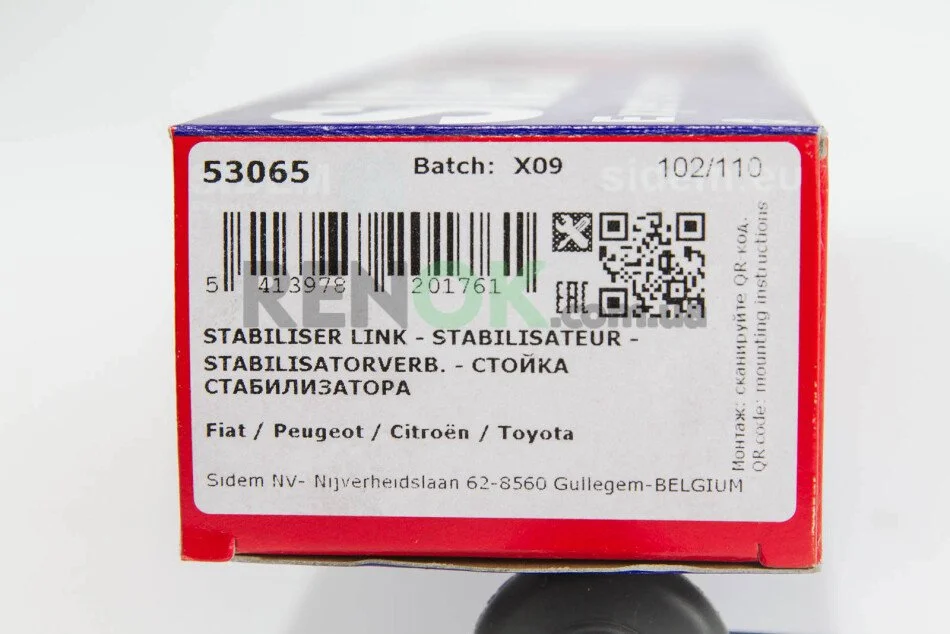 53065 Batch: X09 102/110
sidem.eu
5 413978 201761
EAC
RENOK.com.ua
STABILISER LINK - STABILISATEUR -
STABILISATORVERB. - СТОЙКА
СТАБИЛИЗАТОРА
Fiat / Peugeot / Citroën / Toyota
Sidem NV- Nijverheidslaan 62-8560 Gullegem-BELGIUM
Монтаж: сканируйте QR код.
QR code: mounting instructions